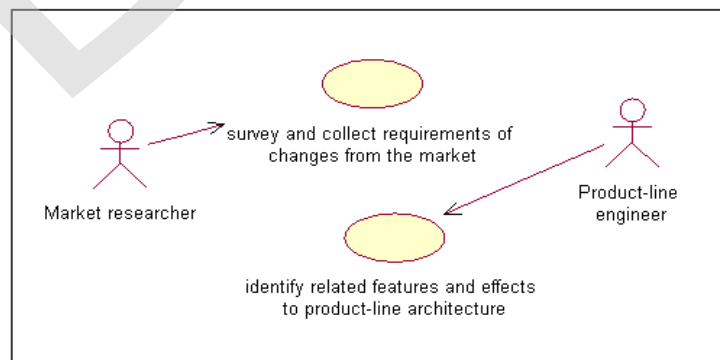 survey and collect requirements of
changes from the market
Market researcher
Product-line
engineer
identify related features and effects
to product-line architecture